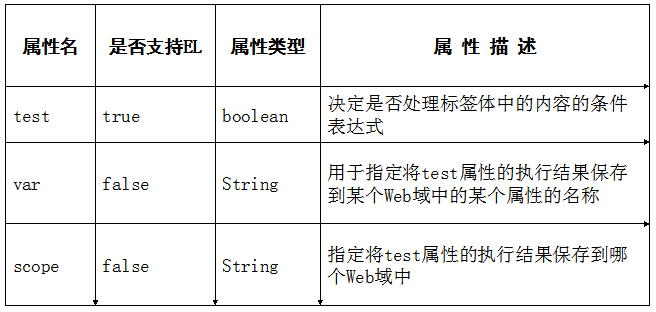 属性名 是否支持EL 属性类型 属 性 描 述
test true boolean 决定是否处理标签体中的内容的条件
表达式
var false String 用于指定将test属性的执行结果保存
到某个Web域中的某个属性的名称
scope false String 指定将test属性的执行结果保存到哪
个Web域中